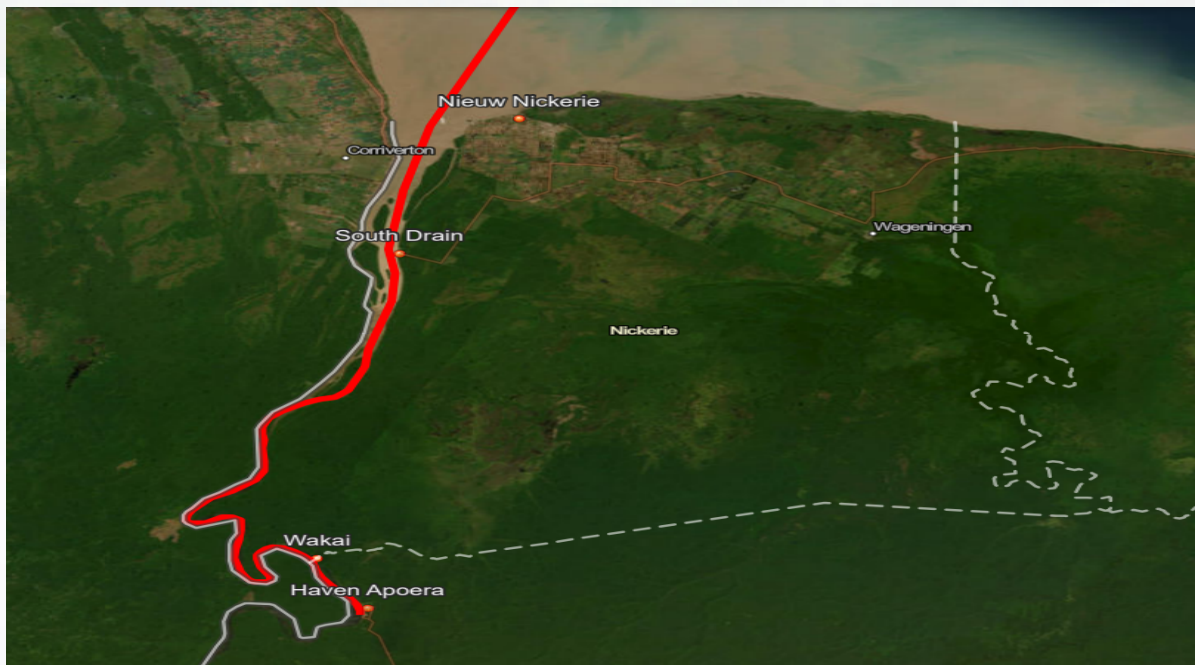 Nieuw Nickerie
Corriverton
Wageningen
South Drain
Nickerie
Wakai
Haven Apoera